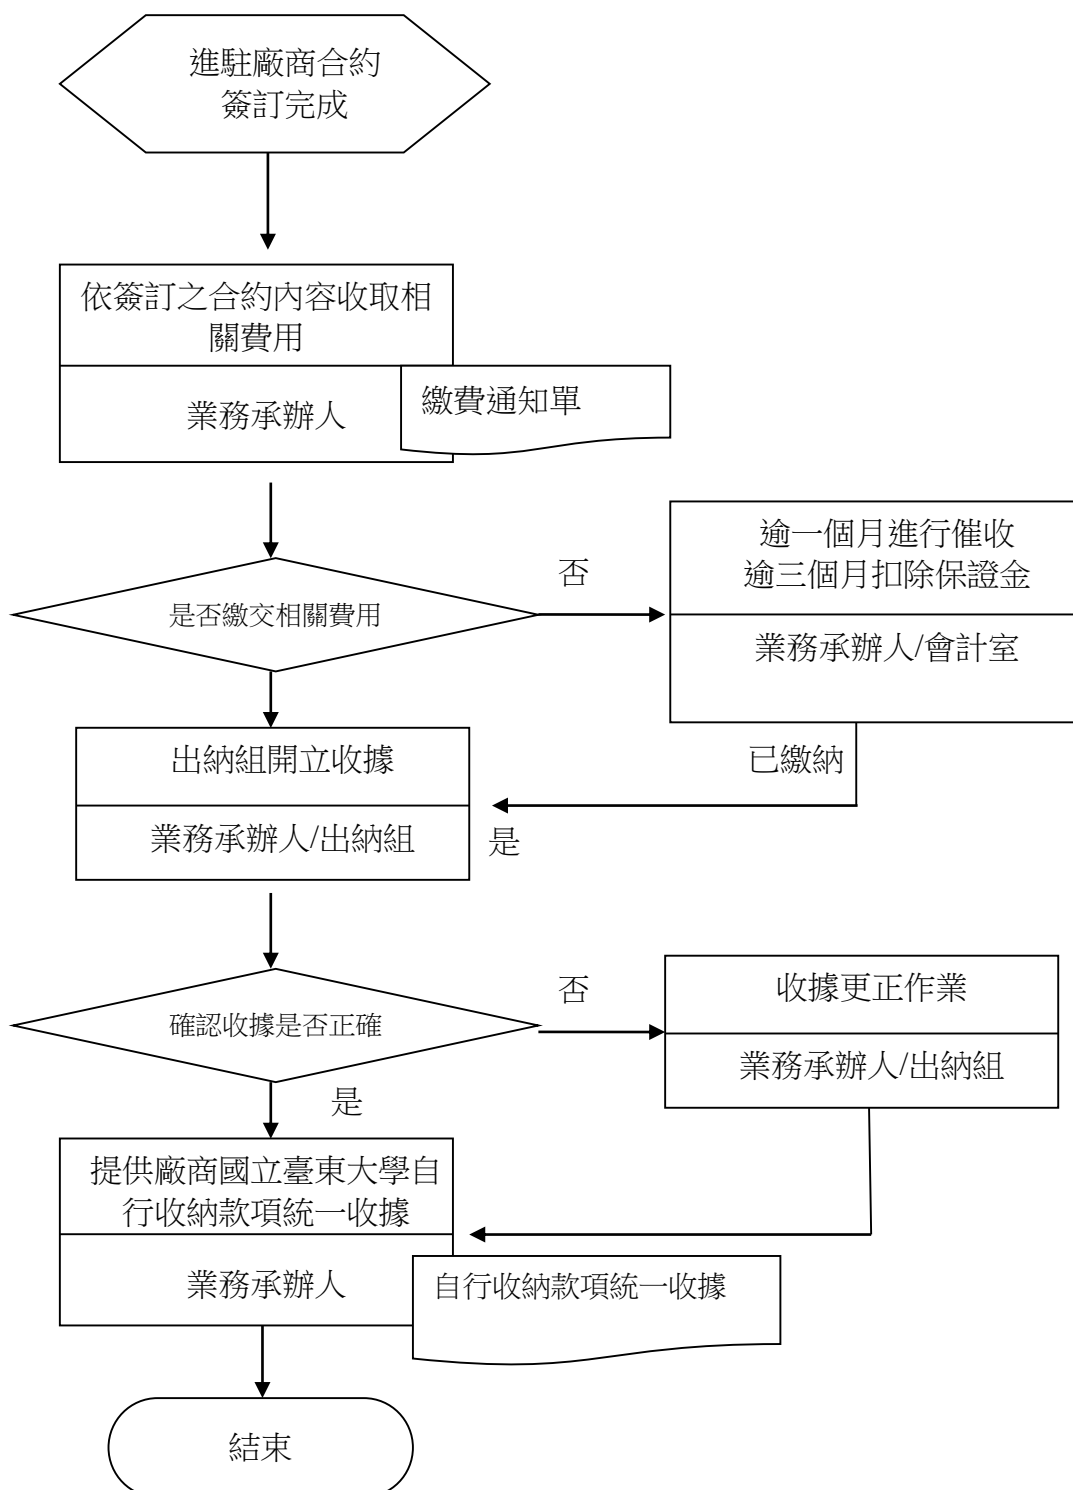 進駐廠商合約
簽訂完成
依簽訂之合約內容收取相
關費用
業務承辦人
繳費通知單
是否繳交相關費用
否
逾一個月進行催收
逾三個月扣除保證金
業務承辦人/會計室
已繳納
是
出納組開立收據
業務承辦人/出納組
確認收據是否正確
否
收據更正作業
業務承辦人/出納組
是
提供廠商國立臺東大學自
行收納款項統一收據
業務承辦人
自行收納款項統一收據
結束